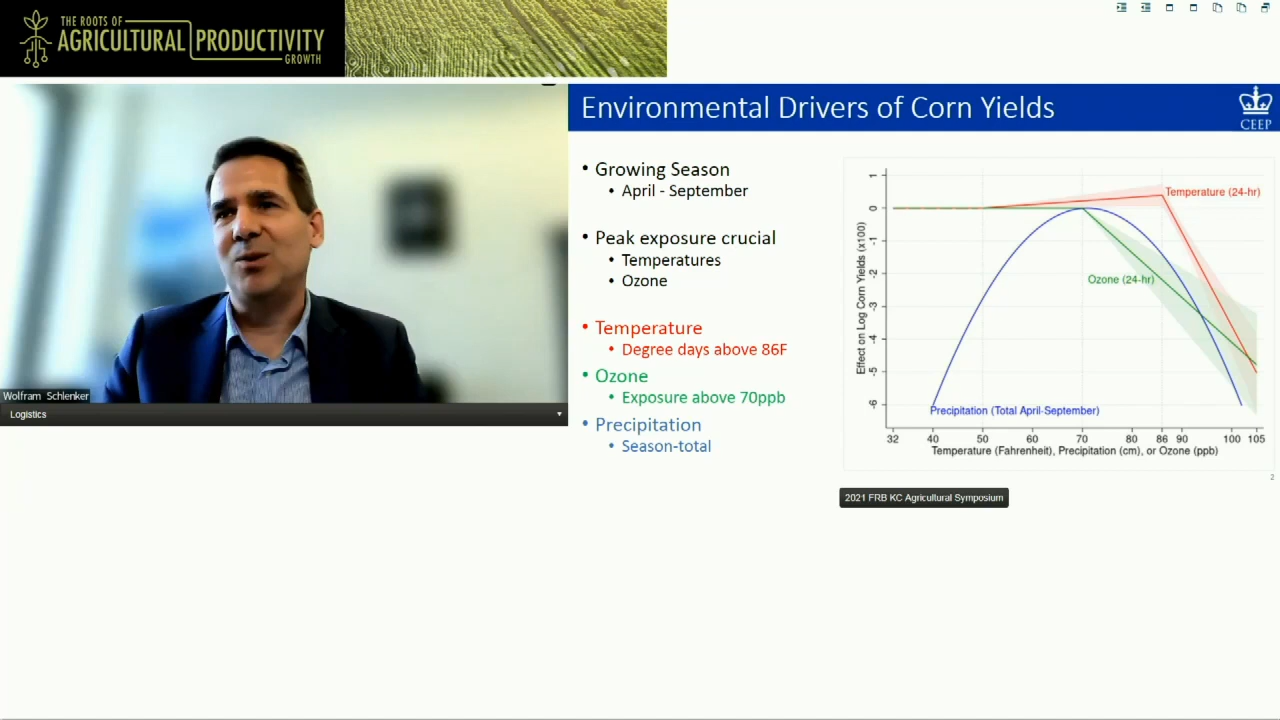 THE ROOTS OF
AGRICULTURAL PRODUCTIVITY
GROWTH
Environmental Drivers of Corn Yields
CEEP
• Growing Season
• April - September
• Peak exposure crucial
• Temperatures
• Ozone
• Temperature
• Degree days above 86F
• Ozone
• Exposure above 70ppb
• Precipitation
• Season-total
Effect on Log Corn Yields (x100)
1
0
-1
-2
-3
-4
-5
-6
Temperature (24-hr)
Ozone (24-hr)
Precipitation (Total April-September)
32 40 50 60 70 80 86 90 100 105
Temperature (Fahrenheit), Precipitation (cm), or Ozone (ppb)
2
Wolfram Schlenker
Logistics
2021 FRB KC Agricultural Symposium